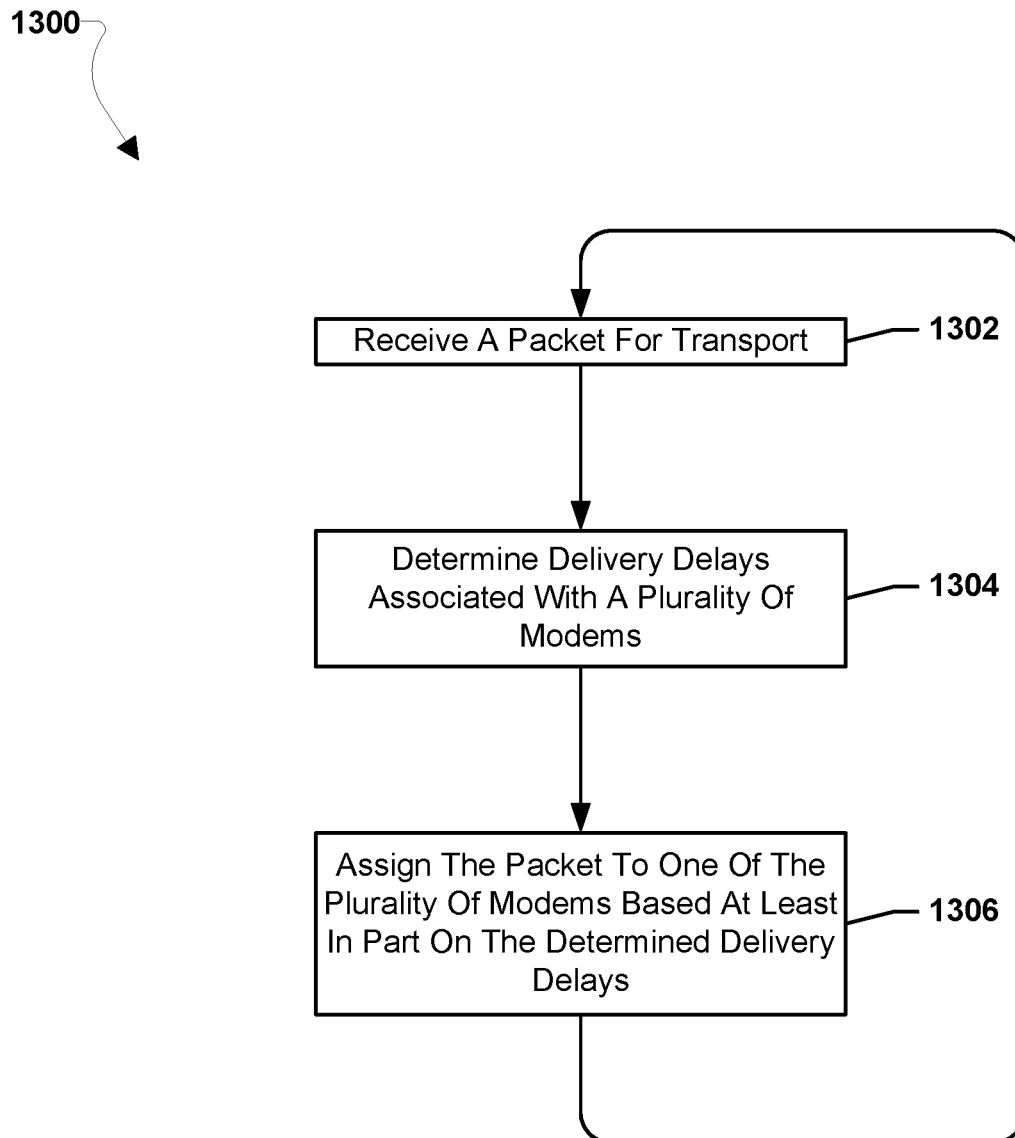 1300
Receive A Packet For Transport
1302
Determine Delivery Delays
Associated With A Plurality Of
Modems
1304
Assign The Packet To One Of The
Plurality Of Modems Based At Least
In Part On The Determined Delivery
Delays
1306